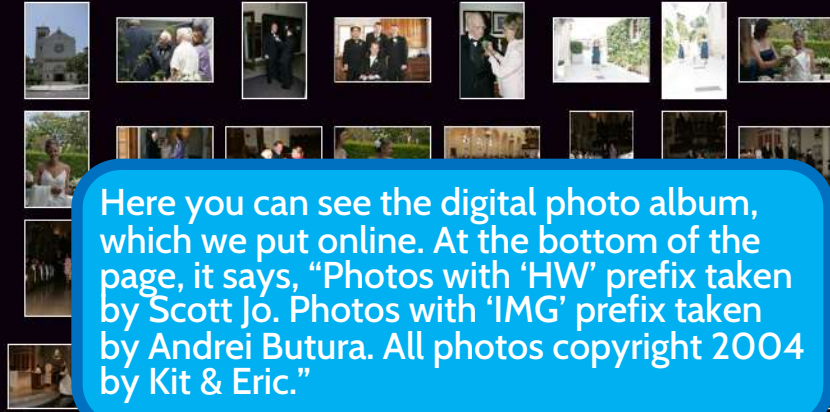 Here you can see the digital photo album,
which we put online. At the bottom of the
page, it says, “Photos with ‘HW’ prefix taken
by Scott Jo. Photos with ‘IMG’ prefix taken
by Andrei Butura. All photos copyright 2004
by Kit & Eric.”